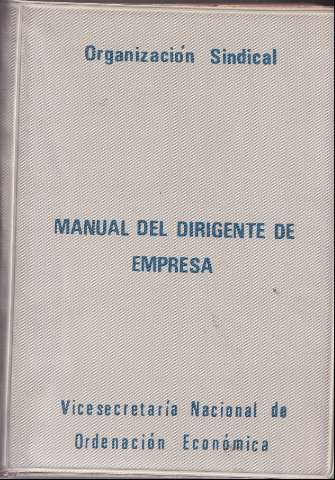 Organización Sindical
MANUAL DEL DIRIGENTE DE
EMPRESA
Vicesecretaría Nacional de
Ordenación Económica